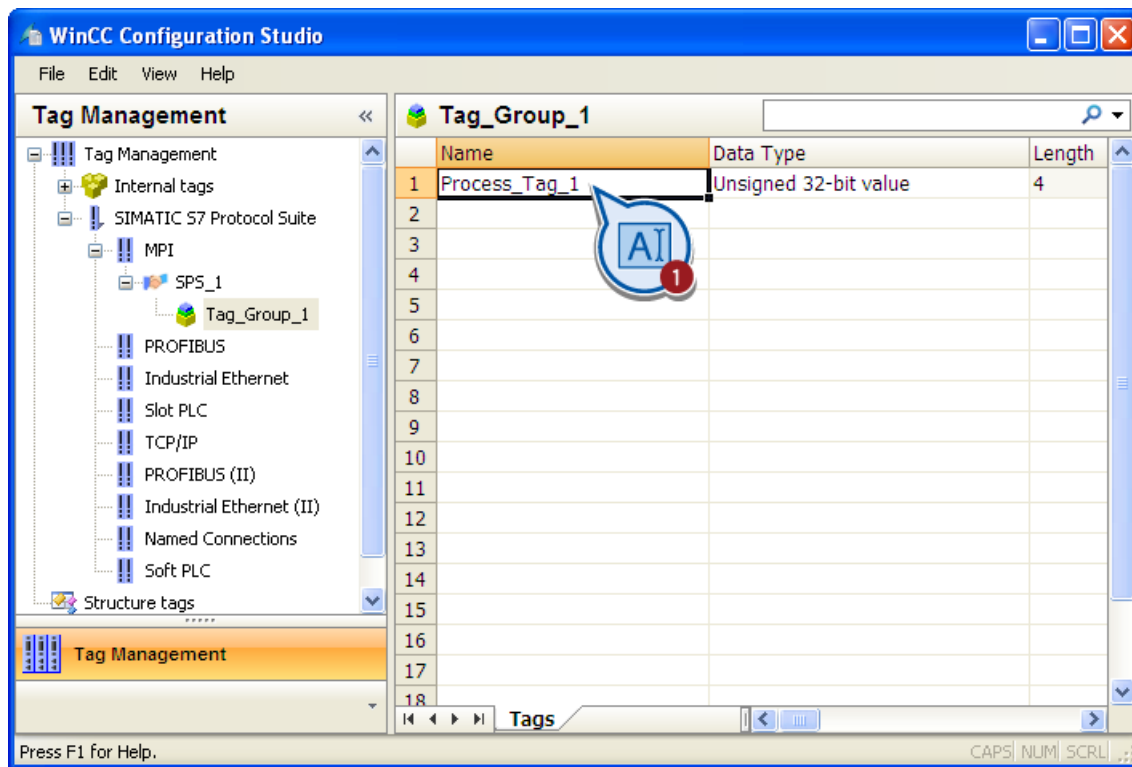 WinCC Configuration Studio
File Edit View Help
Tag Management «
Tag_Group_1
Tag Management
Internal tags
SIMATIC S7 Protocol Suite
MPI
SPS_1
Tag_Group_1
PROFIBUS
Industrial Ethernet
Slot PLC
TCP/IP
PROFIBUS (II)
Industrial Ethernet (II)
Named Connections
Soft PLC
Structure tags
Tag Management
Name Data Type Length
1 Process_Tag_1 Unsigned 32-bit value 4
AI
1
2
3
4
5
6
7
8
9
10
11
12
13
14
15
16
17
18
Tags
Press F1 for Help.
CAPS NUM SCRL